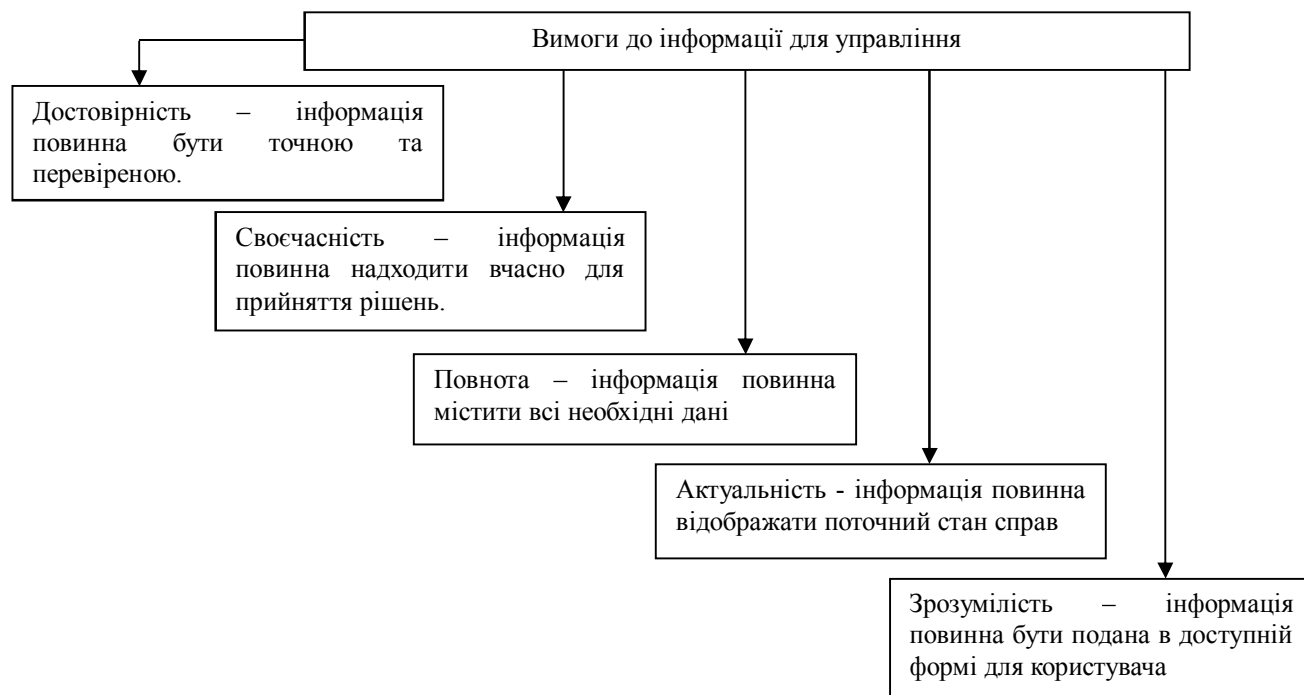 Вимоги до інформації для управління
Достовірність – інформація
повинна бути точною та
перевіреною.
Своєчасність – інформація
повинна надходити вчасно для
прийняття рішень.
Повнота – інформація повинна
містити всі необхідні дані
Актуальність - інформація повинна
відображати поточний стан справ
Зрозумілість – інформація
повинна бути подана в доступній
формі для користувача